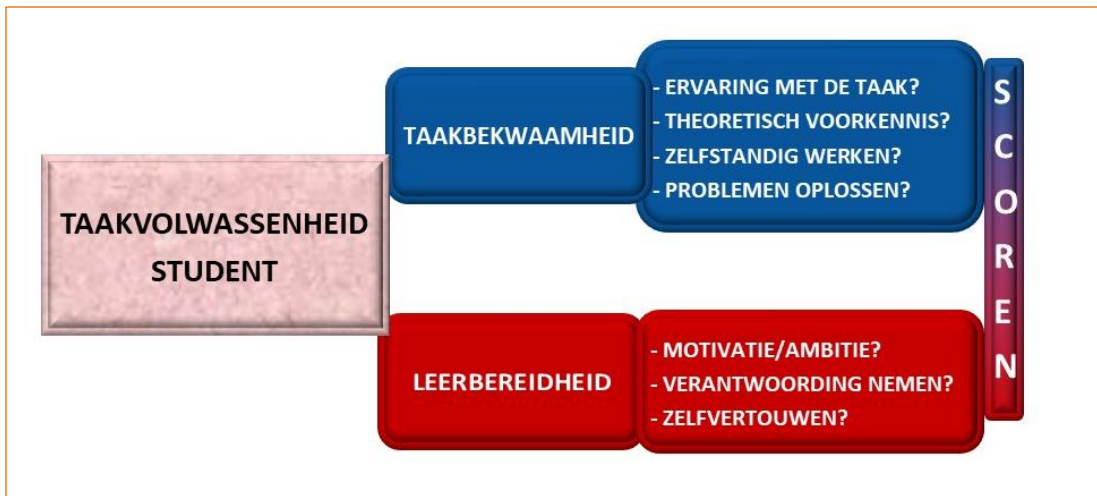 TAAKVOLWASSENHEID
STUDENT
TAAKBEKWAAMHEID
- ERVARING MET DE TAAK?
- THEORETISCH VOORKENNIS?
- ZELFSTANDIG WERKEN?
- PROBLEMEN OPLOSSEN?
LEERBEREIDHEID
- MOTIVATIE/AMBITIE?
- VERANTWOORDING NEMEN?
- ZELFVERTOUWEN?
S
C
O
R
E
N